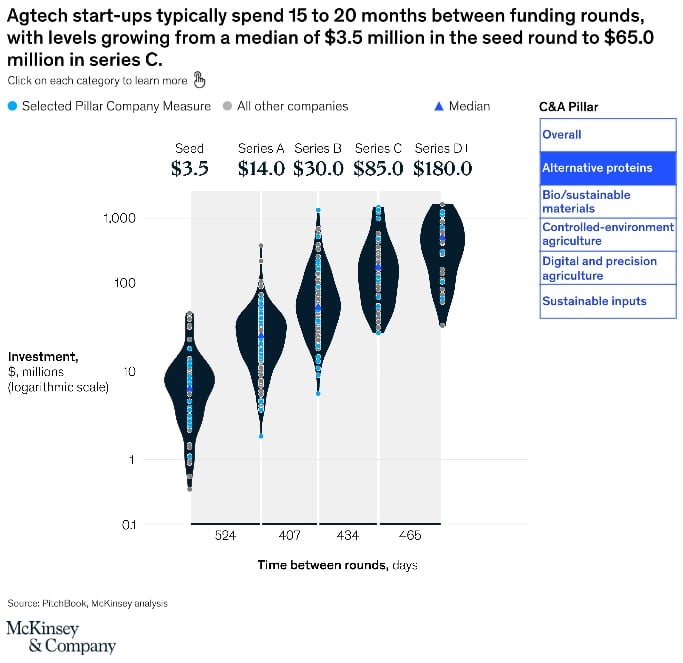 Agtech start-ups typically spend 15 to 20 months between funding rounds,
with levels growing from a median of $3.5 million in the seed round to $65.0
million in series C.
Click on each category to learn more
Selected Pillar Company Measure
All other companies
Median
C&A Pillar
Overall
Alternative proteins
Bio/sustainable
materials
Controlled-environment
agriculture
Digital and precision
agriculture
Sustainable inputs
Seed Series A Series B Series C Series D+
$3.5 $14.0 $30.0 $85.0 $180.0
1,000
100
Investment,
$, millions
(logarithmic scale)
10
1
0.1
524 407 434 465
Time between rounds, days
Source: PitchBook, McKinsey analysis
McKinsey
& Company